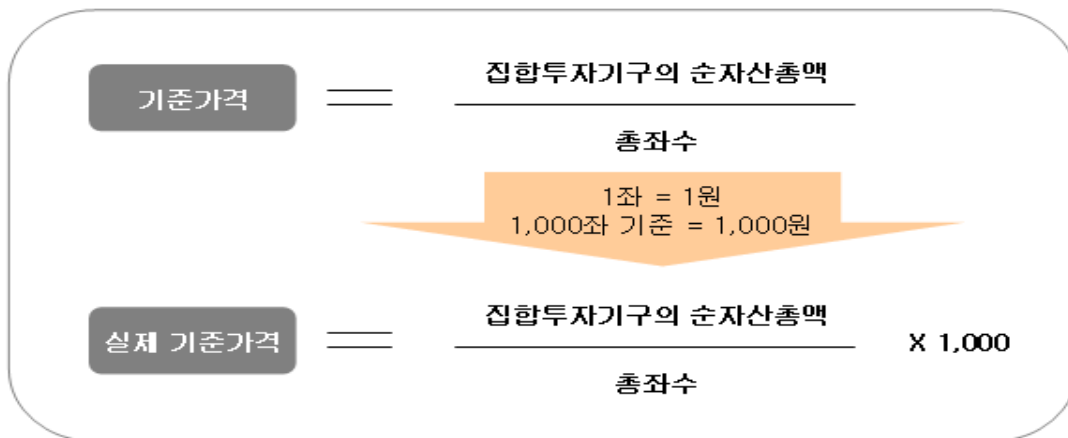 집합투자기구의 순자산총액
기준가격
총좌수
1좌 = 1원
1,000좌 기준 = 1,000원
집합투자기구의 순자산총액
실제 기준가격
X 1,000
총좌수